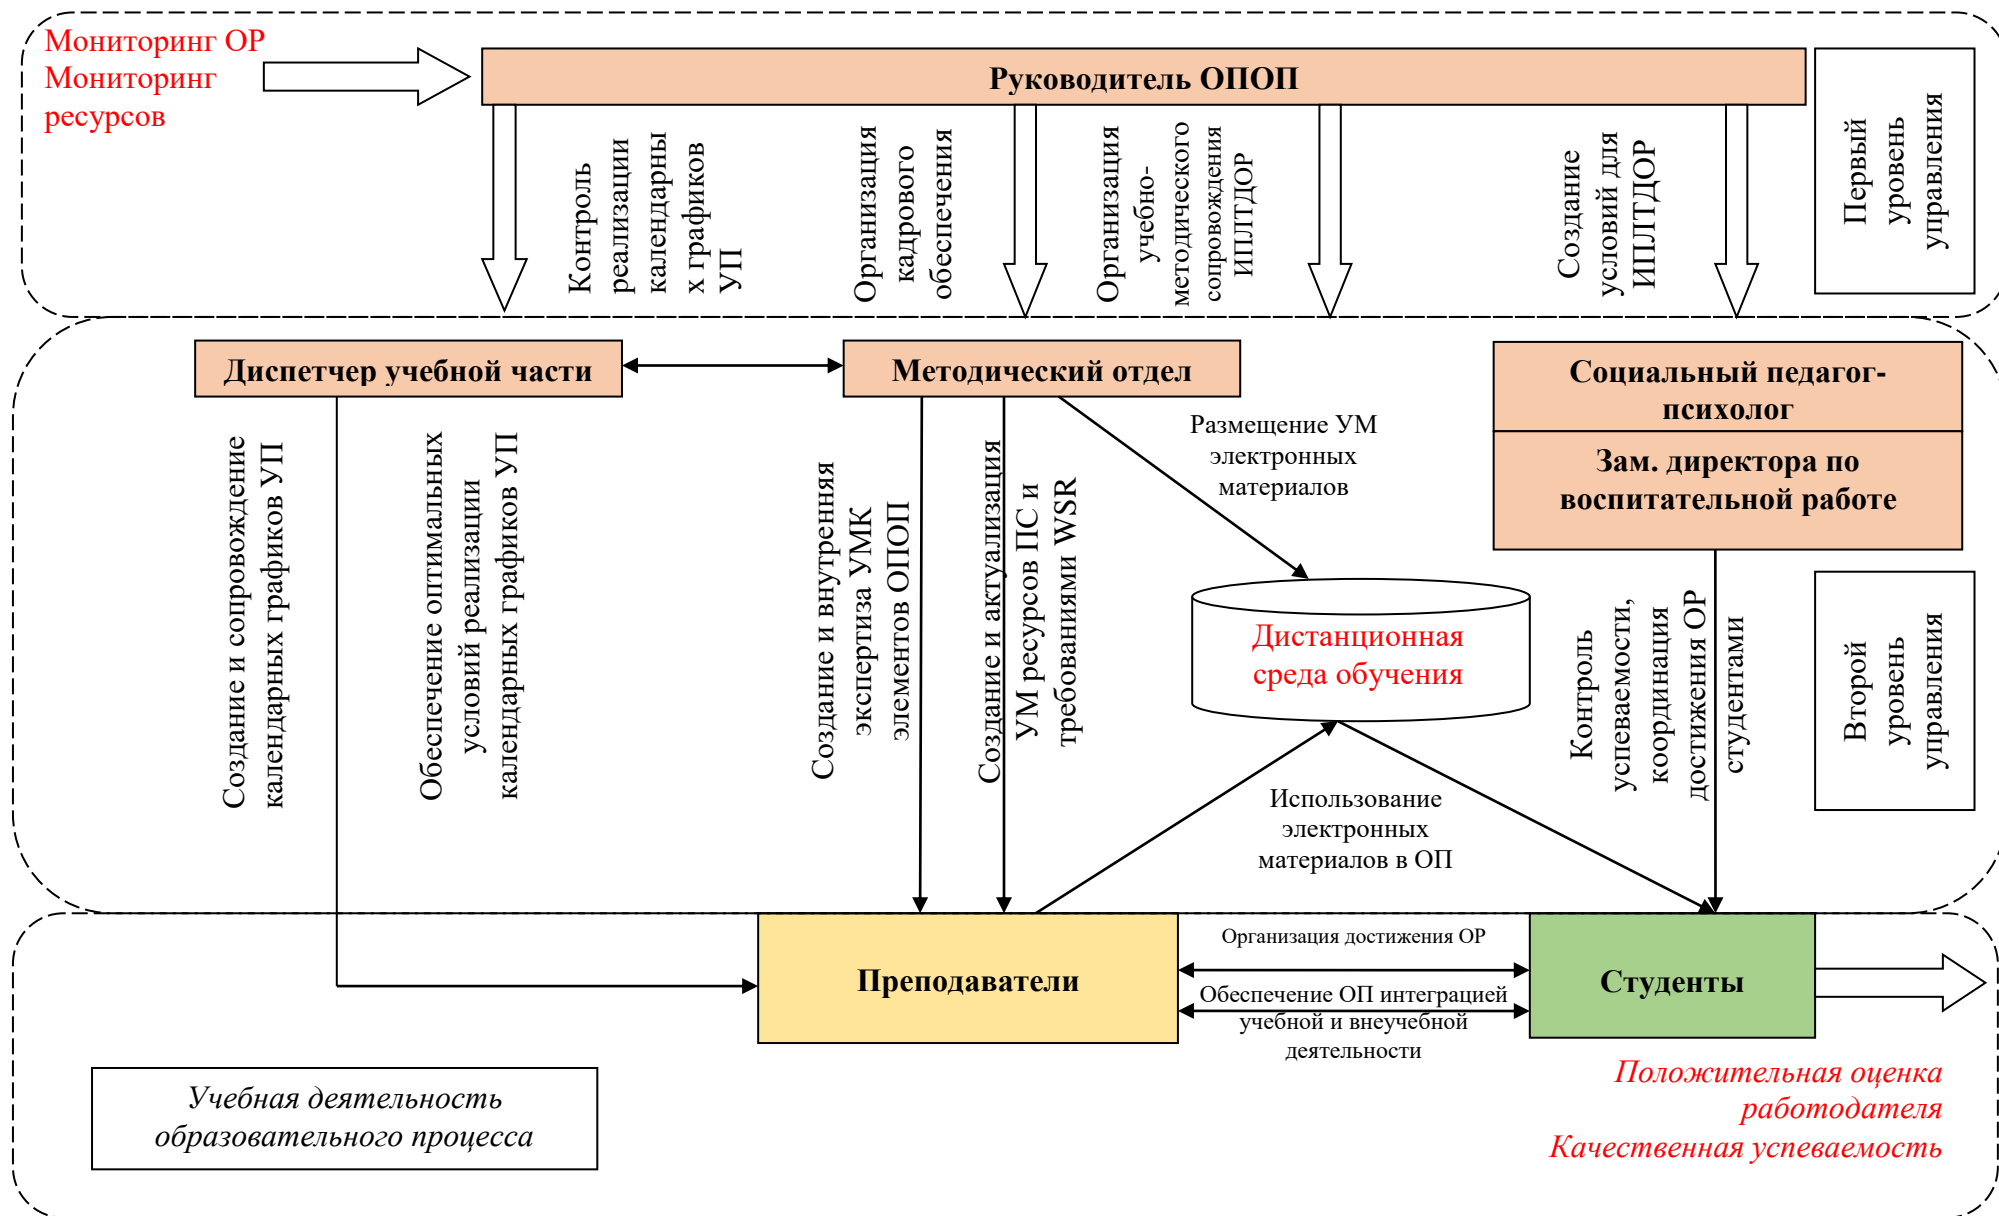 Мониторинг ОР
Мониторинг
ресурсов
Руководитель ОПОП
Контроль
реализации
календарны
х графиков
УП
Организация
кадрового
обеспечения
Организация
учебно-
методического
сопровождения
ИПЛТДОР
Создание
условий для
ИПЛТДОР
Первый
уровень
управления
Диспетчер учебной части
Методический отдел
Социальный педагог-
психолог
Зам. директора по
воспитательной работе
Создание и сопровождение
календарных графиков УП
Обеспечение оптимальных
условий реализации
календарных графиков УП
Создание и внутренняя
экспертиза УМК
элементов ОПОП
Создание и актуализация
УМ ресурсов ПС и
требованиями WSR
Размещение УМ
электронных
материалов
Дистанционная
среда обучения
Использование
электронных
материалов в ОП
Контроль
успеваемости,
координация
достижения ОР
студентами
Второй
уровень
управления
Преподаватели
Организация достижения ОР
Обеспечение ОП интеграцией
учебной и внеучебной
деятельности
Студенты
Учебная деятельность
образовательного процесса
Положительная оценка
работодателя
Качественная успеваемость